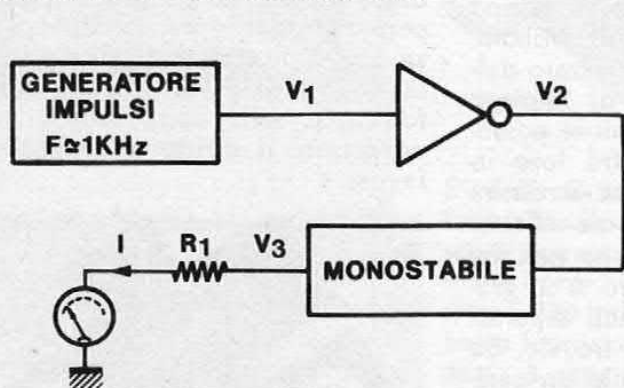 GENERATORE
IMPULSI
F≃1KHz
V1
V2
I
R1
V3
MONOSTABILE